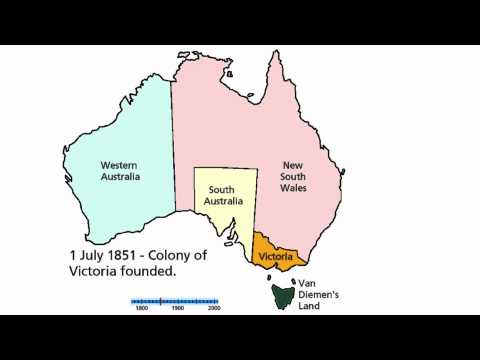 Western
Australia
New
South
Wales
South
Australia
1 July 1851 - Colony of
Victoria founded.
Victoria
Van
Diemen's
Land
1800 1900 2000